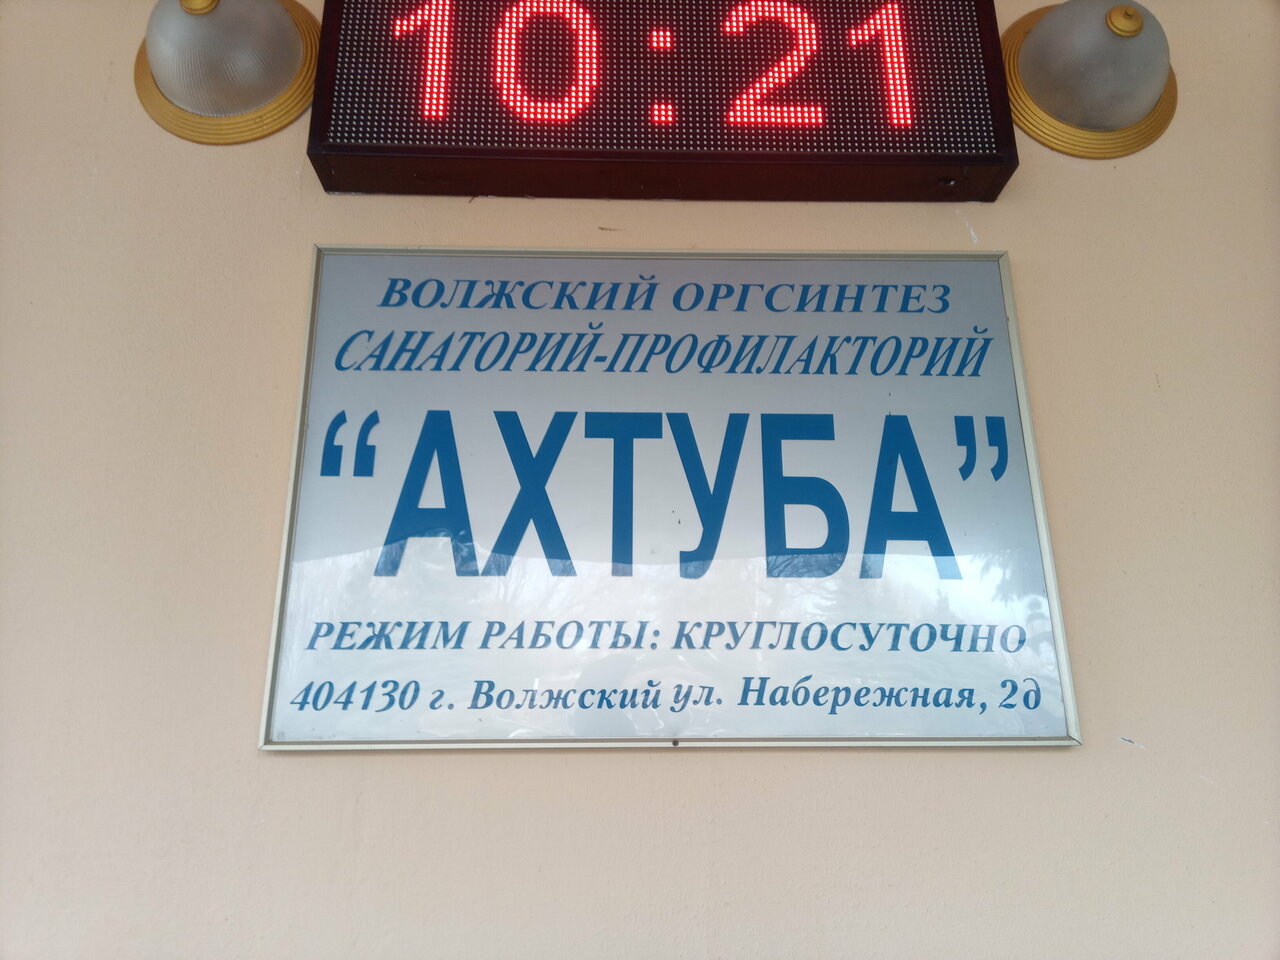 10:21
ВОЛЖСКИЙ ОРГСИНТЕЗ
САНАТОРИЙ-ПРОФИЛАКТОРИЙ
“АХТУБА”
РЕЖИМ РАБОТЫ: КРУГЛОСУТОЧНО
404130 г. Волжский ул. Набережная, 2д